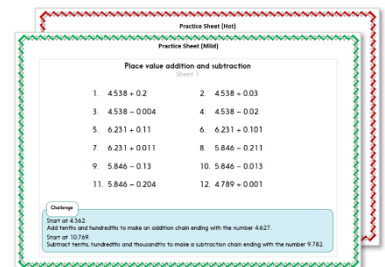 Practice Sheet (Hot)
Practice Sheet (Mild)
Place value addition and subtraction
Sheet 1
1. 4.538 + 0.2 2. 4.538 + 0.03
3. 4.538 – 0.004 4. 4.538 – 0.02
5. 6.231 + 0.11 6. 6.231 + 0.101
7. 6.231 + 0.011 8. 5.846 – 0.211
9. 5.846 – 0.13 10. 5.846 – 0.013
11. 5.846 – 0.204 12. 4.789 + 0.001
Challenge
Start at 4.362.
Add tenths and hundredths to make an addition chain ending with the number 4.627.
Start at 10.769.
Subtract tenths, hundredths and thousandths to make a subtraction chain ending with the number 9.782.